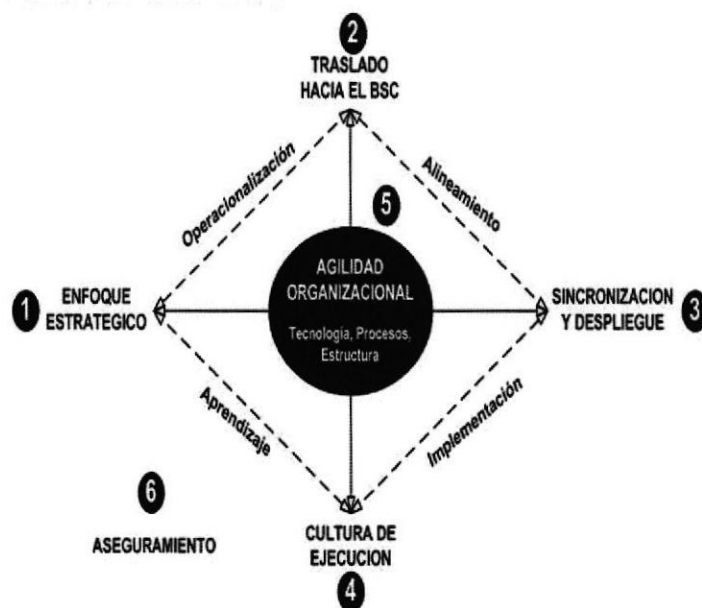 2
TRASLADO
HACIA EL BSC
Operacionalización
Alineamiento
5
AGILIDAD
ORGANIZACIONAL
Tecnología, Procesos,
Estructura
1
ENFOQUE
ESTRATEGICO
SINCRONIZACION
Y DESPLIEGUE
3
Aprendizaje
Implementación
6
ASEGURAMIENTO
CULTURA DE
EJECUCION
4